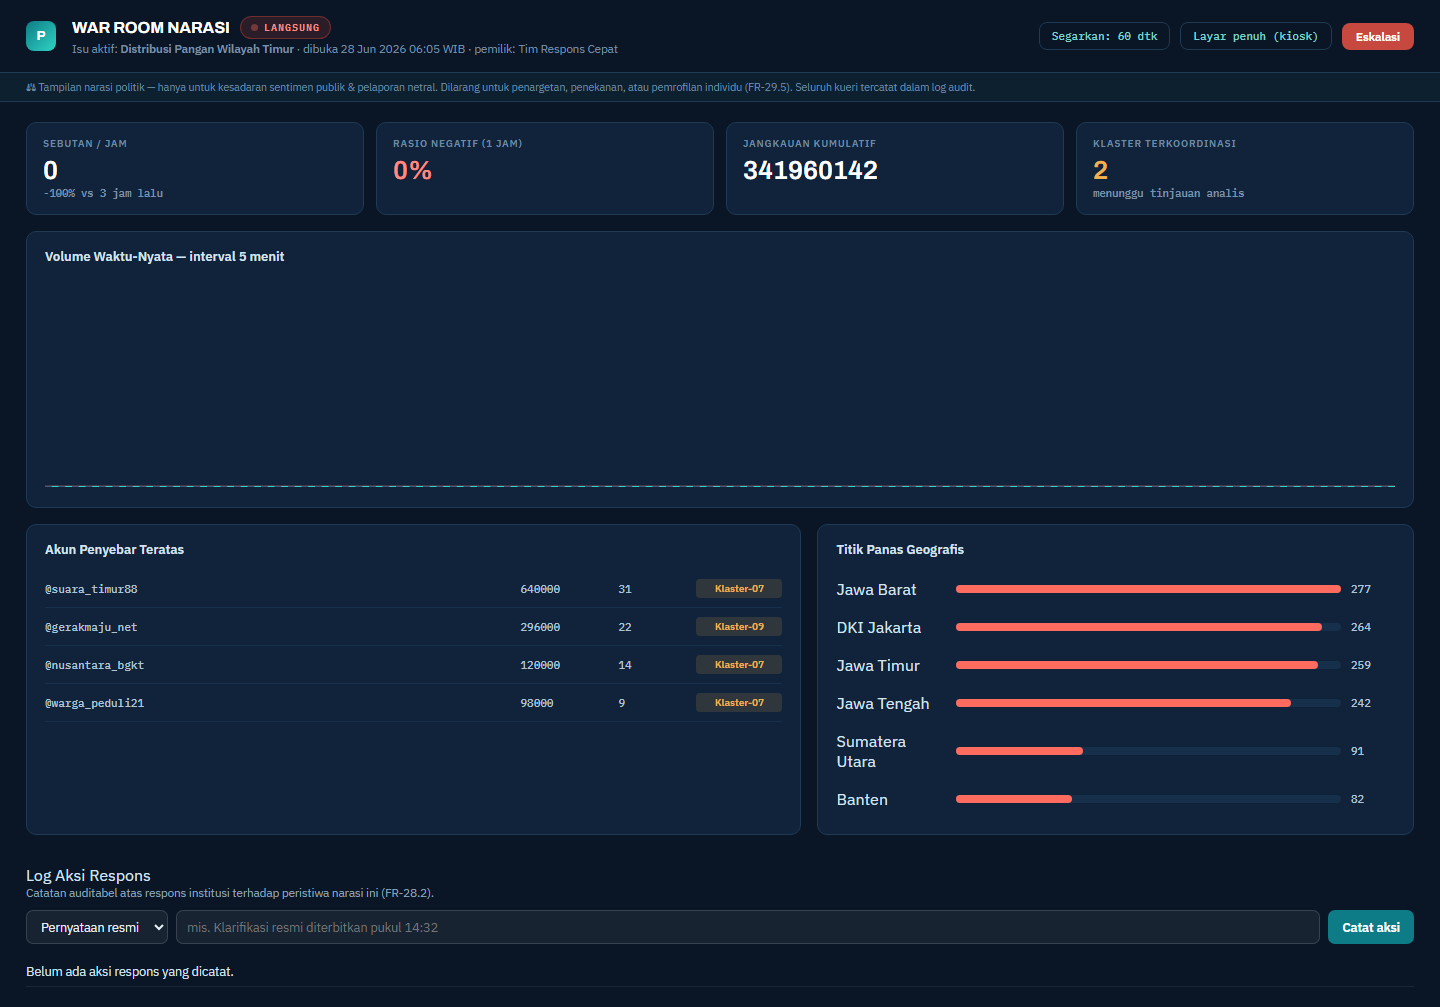 P
WAR ROOM NARASI
LANGSUNG
Isu aktif: Distribusi Pangan Wilayah Timur · dibuka 28 Jun 2026 06:05 WIB · pemilik: Tim Respons Cepat
Segarkan: 60 dtk
Layar penuh (kiosk)
Eskalasi
⚖ Tampilan narasi politik — hanya untuk kesadaran sentimen publik & pelaporan netral. Dilarang untuk penargetan, penekanan, atau pemrofilan individu (FR-29.5). Seluruh kueri tercatat dalam log audit.
SEBUTAN / JAM
0
-100% vs 3 jam lalu
RASIO NEGATIF (1 JAM)
0%
JANGKAUAN KUMULATIF
341960142
KLASTER TERKOORDINASI
2
menunggu tinjauan analis
Volume Waktu-Nyata — interval 5 menit
Akun Penyebar Teratas
@suara_timur88 640000 31 Klaster-07
@gerakmaju_net 296000 22 Klaster-09
@nusantara_bgkt 120000 14 Klaster-07
@warga_peduli21 98000 9 Klaster-07
Titik Panas Geografis
Jawa Barat 277
DKI Jakarta 264
Jawa Timur 259
Jawa Tengah 242
Sumatera
Utara 91
Banten 82
Log Aksi Respons
Catatan auditabel atas respons institusi terhadap peristiwa narasi ini (FR-28.2).
Pernyataan resmi
mis. Klarifikasi resmi diterbitkan pukul 14:32
Catat aksi
Belum ada aksi respons yang dicatat.